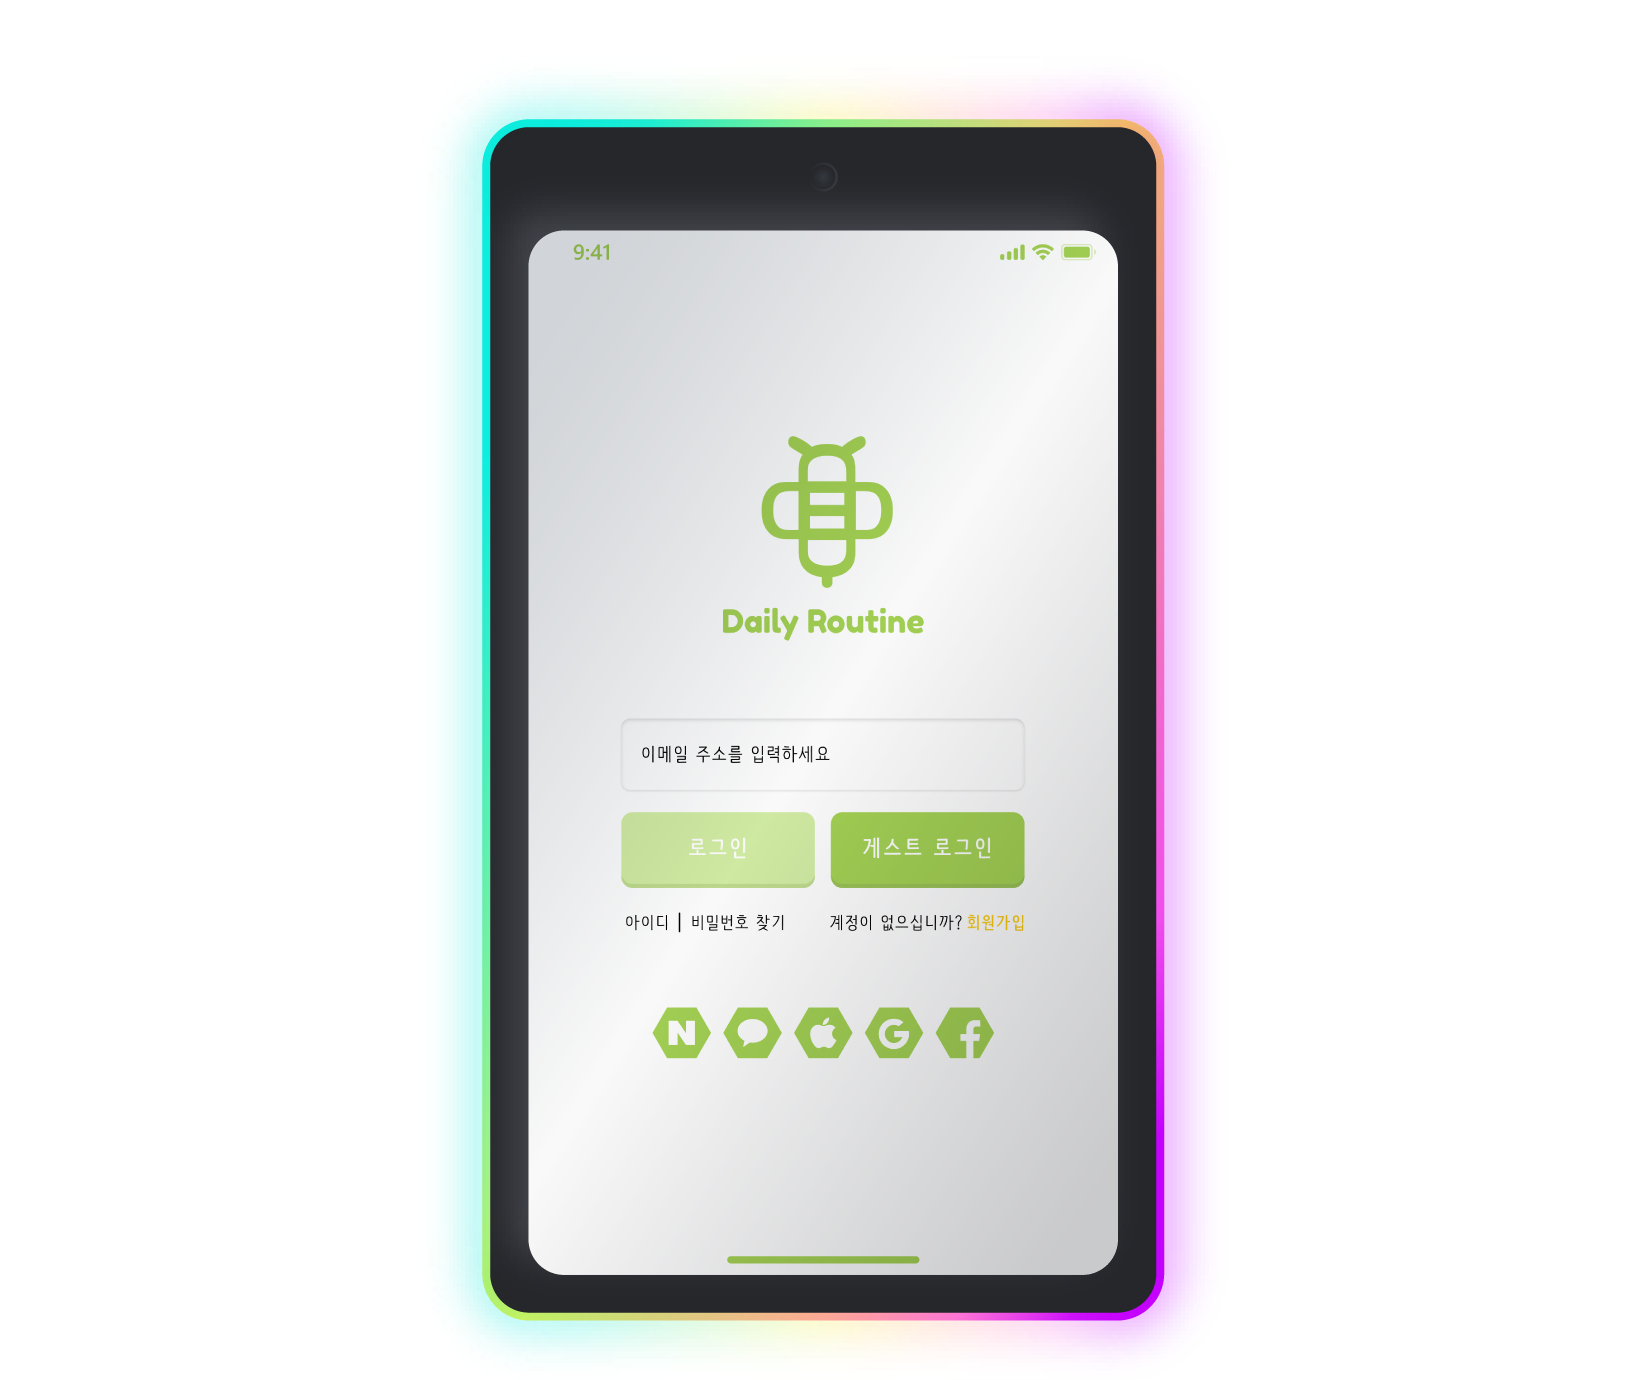 9:41
Daily Routine
이메일 주소를 입력하세요
로그인 게스트 로그인
아이디 | 비밀번호 찾기 계정이 없으십니까? 회원가입
N G f